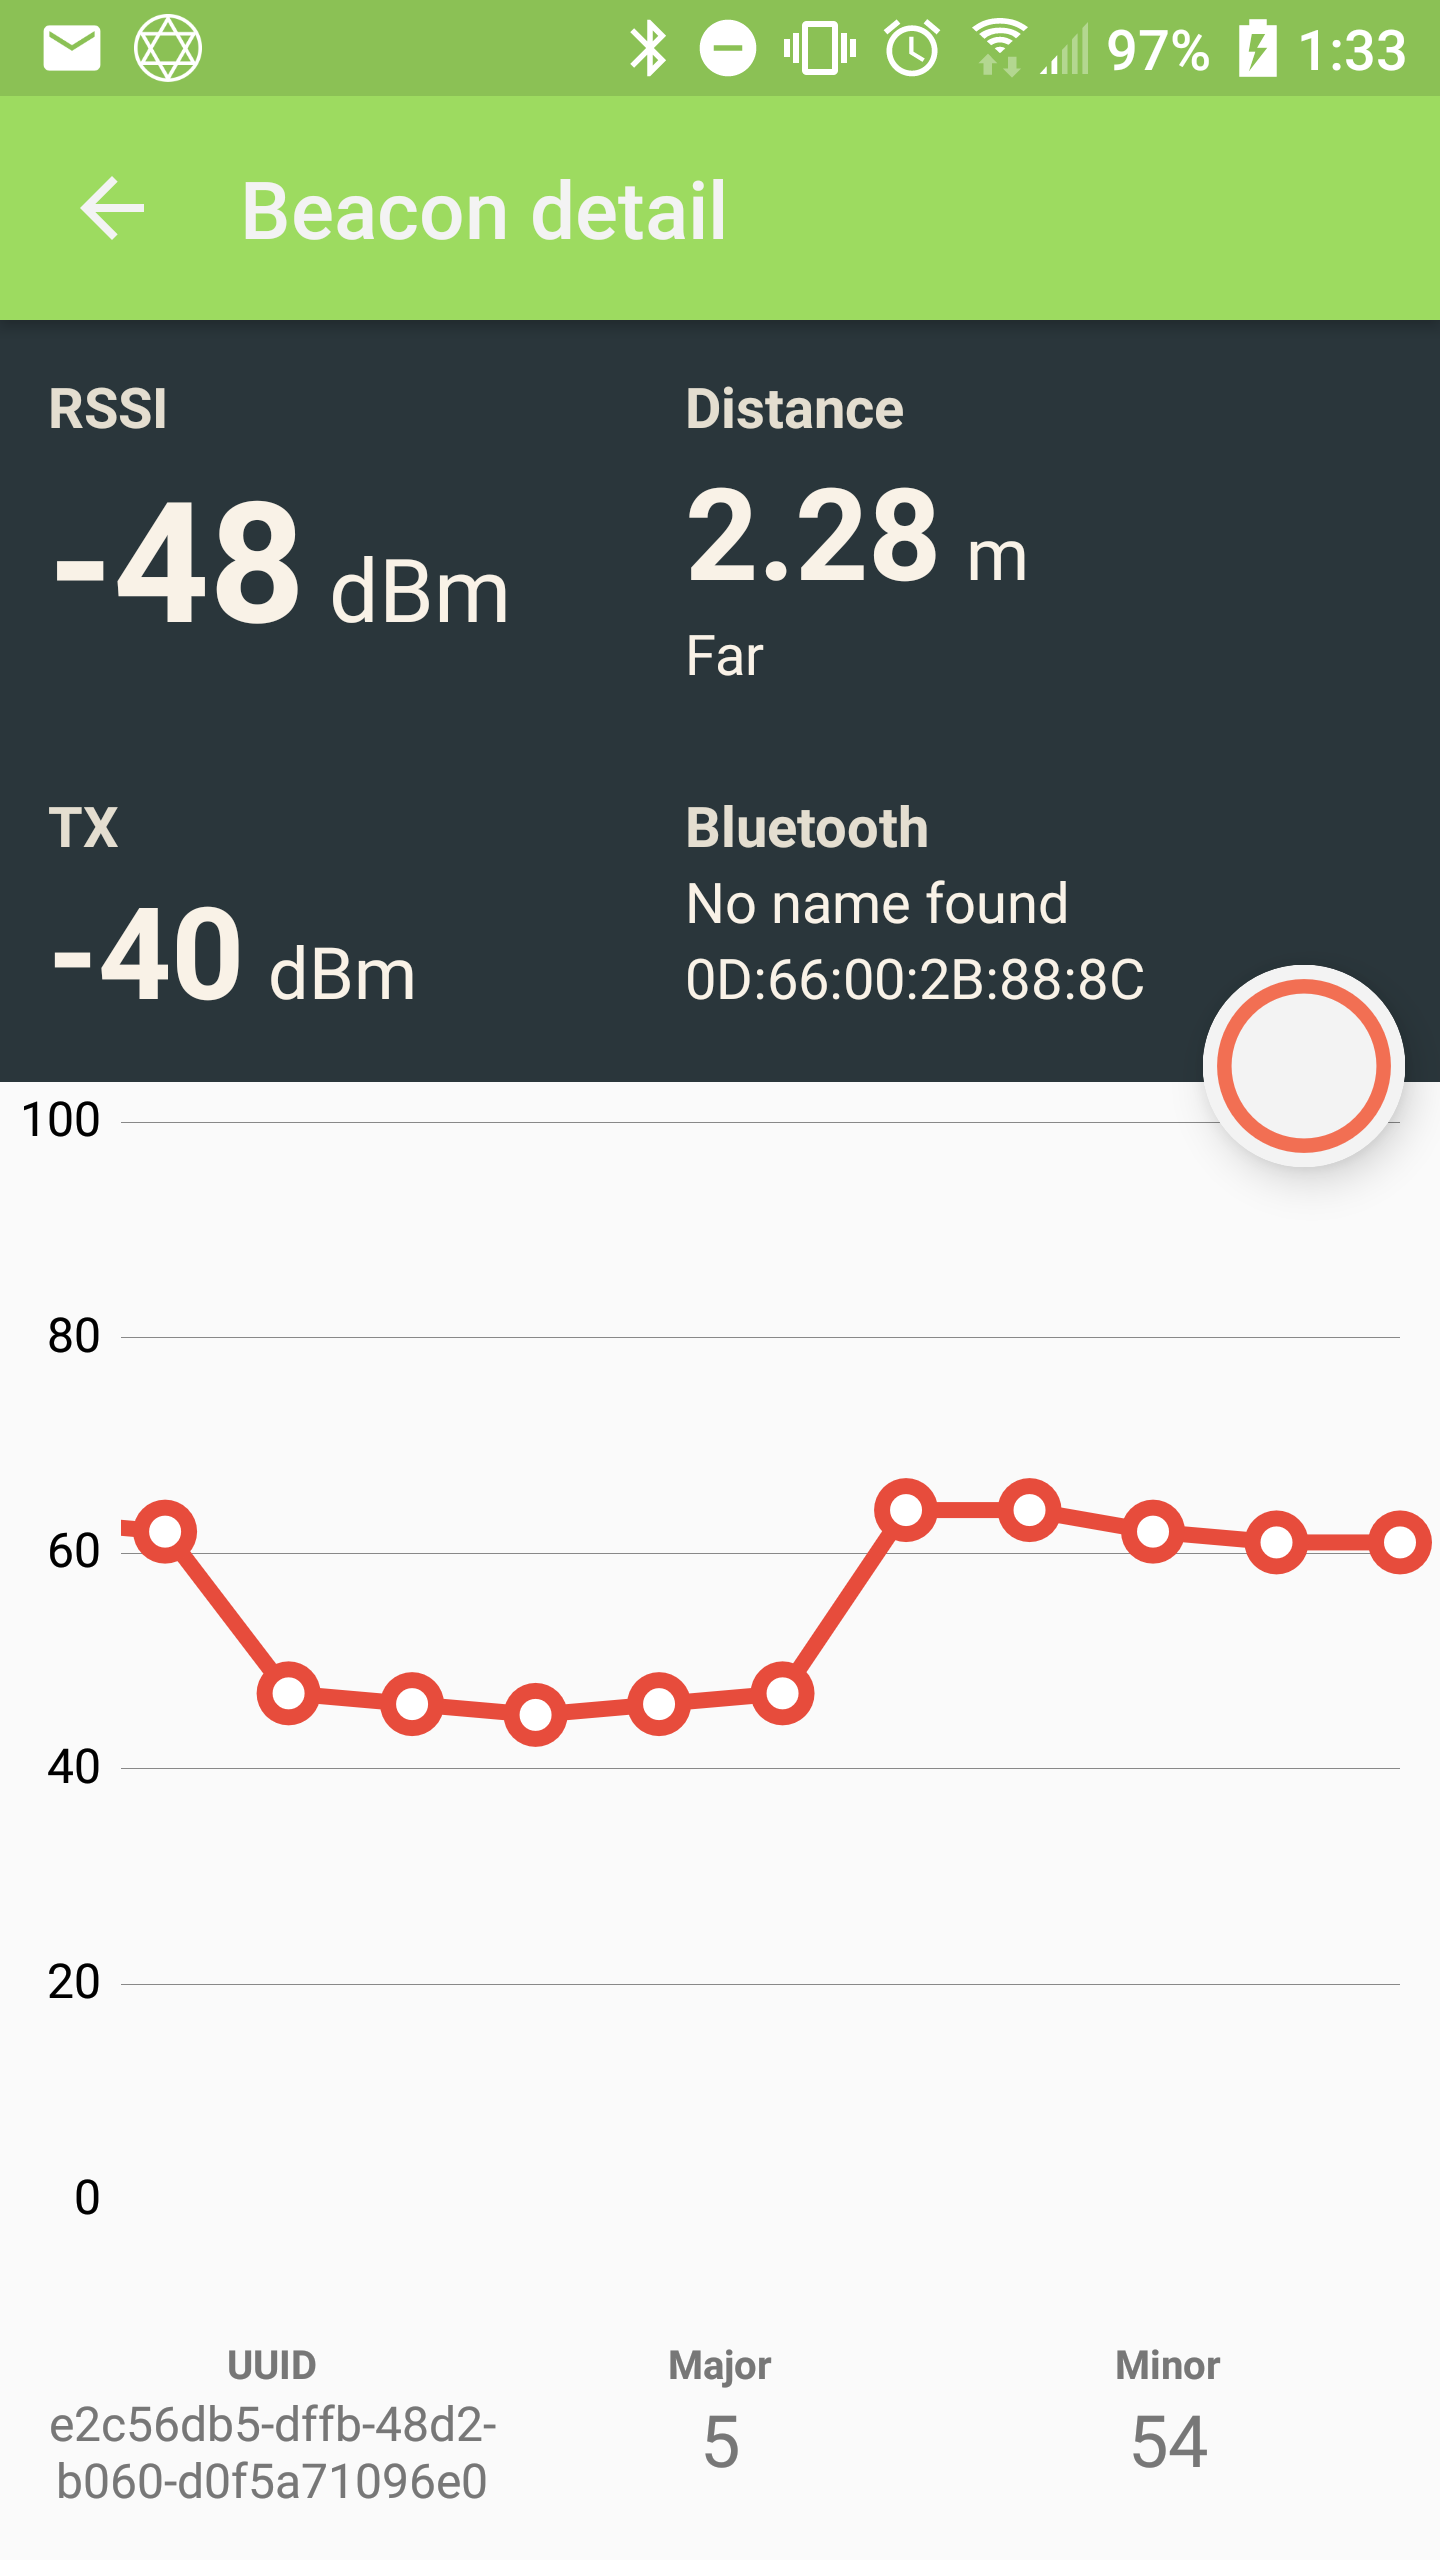 97% 1:33
Beacon detail
RSSI
-48 dBm
Distance
2.28 m
Far
TX
-40 dBm
Bluetooth
No name found
0D:66:00:2B:88:8C
100
80
60
40
20
0
UUID
e2c56db5-dffb-48d2-
b060-d0f5a71096e0
Major
5
Minor
54